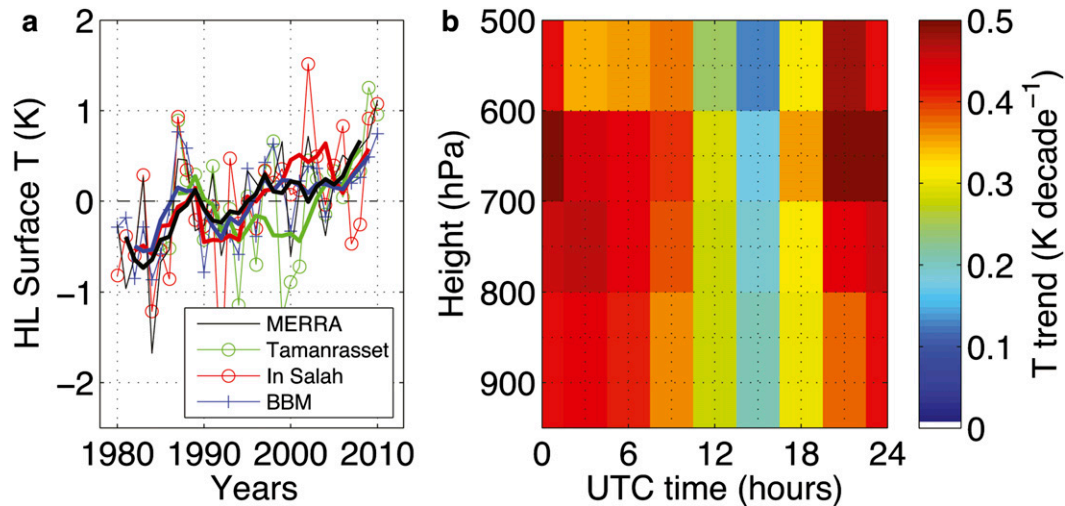 a
HL Surface T (K)
1
0
−1
−2
1980 1990 2000 2010
Years
MERRA
Tamanrasset
In Salah
BBM
b
Height (hPa)
500
600
700
800
900
0 6 12 18 24
UTC time (hours)
0.5
0.4
0.3
0.2
0.1
0
T trend (K decade⁻¹)